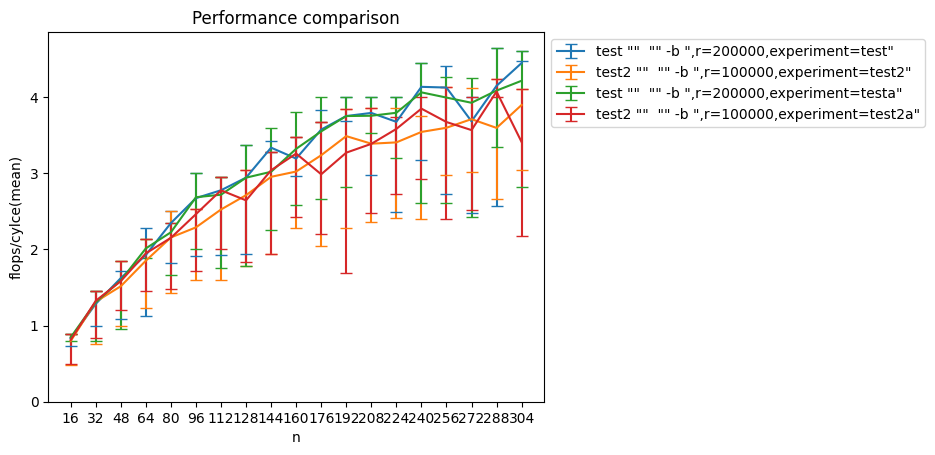 Performance comparison
test ""  "" -b ",r=200000,experiment=test"
test2 ""  "" -b ",r=100000,experiment=test2"
test ""  "" -b ",r=200000,experiment=testa"
test2 ""  "" -b ",r=100000,experiment=test2a"
flops/cylce(mean)
4
3
2
1
0
16 32 48 64 80 96 112 128 144 160 176 192 208 224 240 256 272 288 304
n